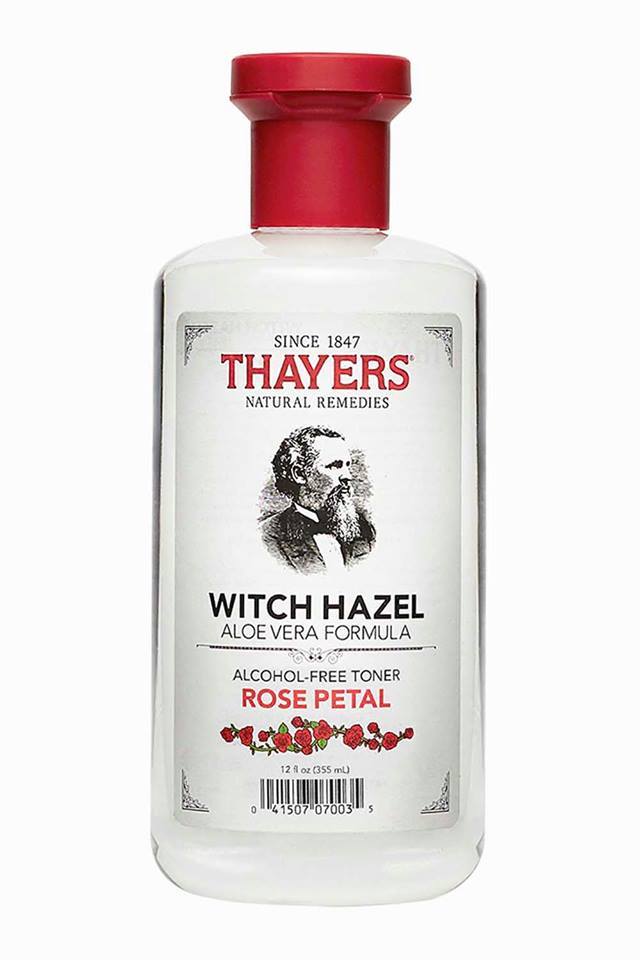 SINCE 1847
THAYERS®
NATURAL REMEDIES
WITCH HAZEL
ALOE VERA FORMULA
ALCOHOL-FREE TONER
ROSE PETAL
12 fl oz (355 mL)
0 41507 07003 5